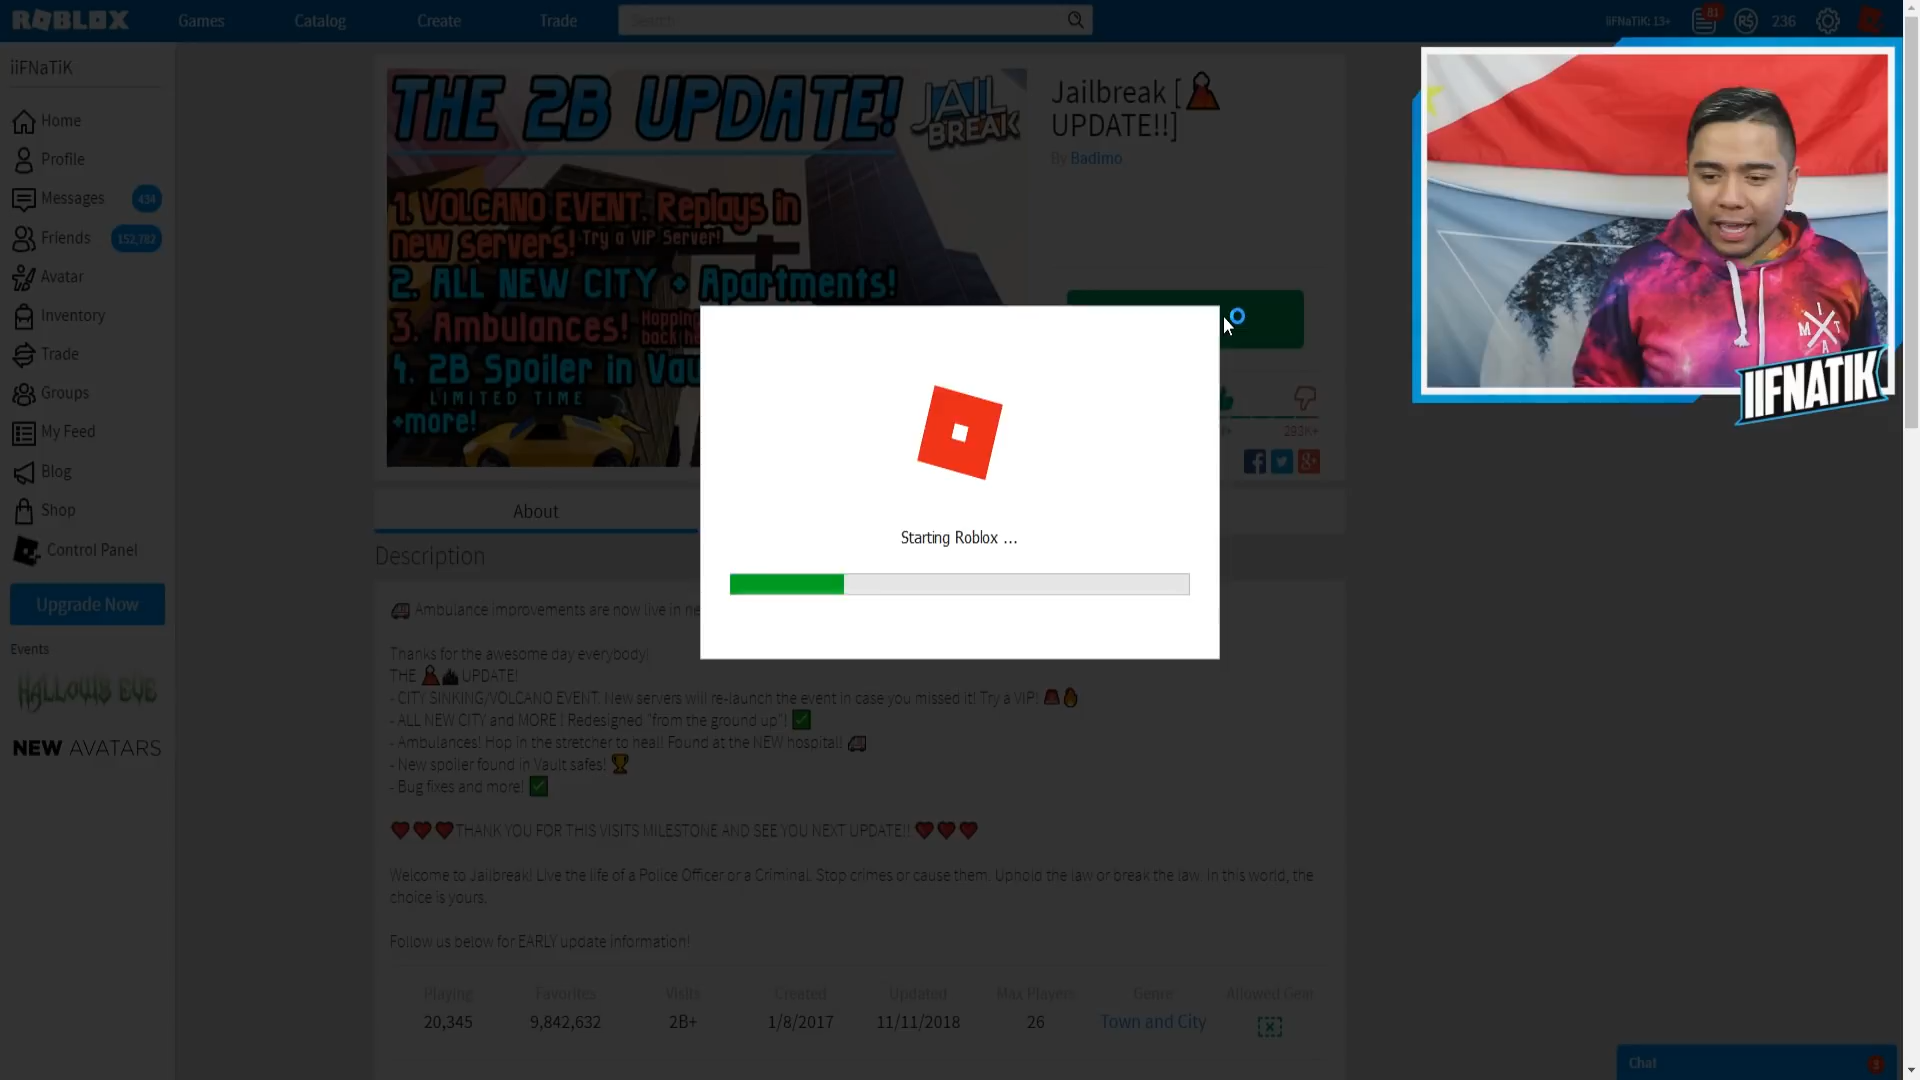 ROBLOX
Games
Catalog
Create
Trade
Search
iiFNaTiK: 13+
81
R$
236
iiFNaTiK
Home
Profile
Messages
434
Friends
152,782
Avatar
Inventory
Trade
Groups
My Feed
Blog
Shop
Control Panel
Upgrade Now
Events
HALLOW'S EVE
NEW AVATARS
THE 2B UPDATE!
JAIL
BREAK
1. VOLCANO EVENT. Replays in
new servers! Try a VIP Server!
2. ALL NEW CITY + Apartments!
3. Ambulances!
4. 2B Spoiler in
LIMITED TIME
+more!
Jailbreak [
UPDATE!!]
By Badimo
293K+
Starting Roblox ...
About
Description
Ambulance improvements are now live in
Thanks for the awesome day everybody!
THE UPDATE!
- CITY SINKING/VOLCANO EVENT. New servers will re-launch the event in case you missed it! Try a VIP!
- ALL NEW CITY and MORE ! Redesigned "from the ground up"!
- Ambulances! Hop in the stretcher to heal! Found at the NEW hospital!
- New spoiler found in Vault safes!
- Bug fixes and more!
THANK YOU FOR THIS VISITS MILESTONE AND SEE YOU NEXT UPDATE!!
Welcome to Jailbreak! Live the life of a Police Officer or a Criminal. Stop crimes or cause them. Uphold the law or break the law. In this world, the
choice is yours.
Follow us below for EARLY update information!
Playing Favorites Visits Created Updated Max Players Genre Allowed Gear
20,345 9,842,632 2B+ 1/8/2017 11/11/2018 26 Town and City
Chat
IIFNATIK